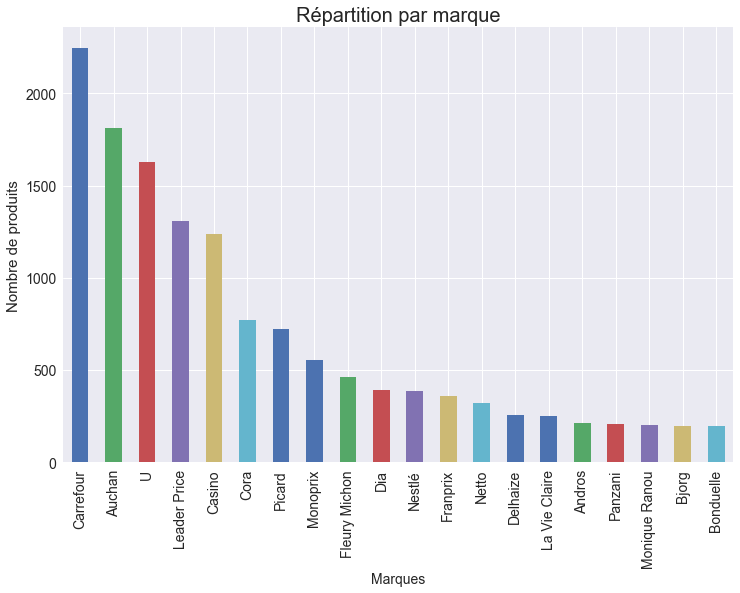 Répartition par marque
Nombre de produits
2000
1500
1000
500
0
Carrefour
Auchan
U
Leader Price
Casino
Cora
Picard
Monoprix
Fleury Michon
Dia
Nestlé
Franprix
Netto
Delhaize
La Vie Claire
Andros
Panzani
Monique Ranou
Bjorg
Bonduelle
Marques